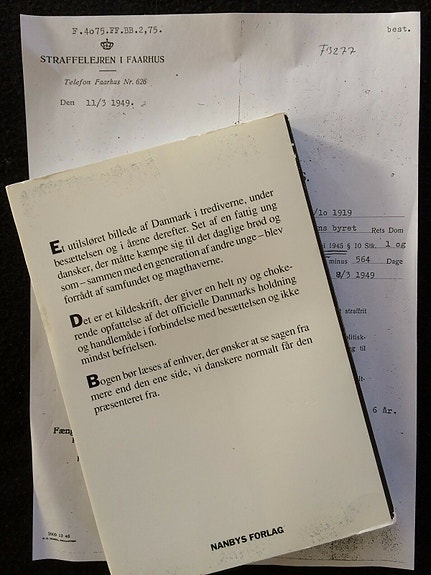 F.4075.FF.BB.2,75.
best.
F3277
STRAFFELEJREN I FAARHUS
Telefon Faarhus Nr. 626
Den 11/3 1949.
/10 1919
ns byret Rets Dom
i 1945 § 10 Stk. 1 og
minus 564 Dage
8/3 1949
g straffrit
litisk-
ng til
6 år.
Fæng
Et utilsløret billede af Danmark i trediverne, under
besættelsen og i årene derefter. Set af en fattig ung
dansker, der måtte kæmpe sig til det daglige brød og
som – sammen med en generation af andre unge – blev
forrådt af samfundet og magthaverne.
Det er et kildeskrift, der giver en helt ny og choke-
rende opfattelse af det officielle Danmarks holdning
og handlemåde i forbindelse med besættelsen og ikke
mindst befrielsen.
Bogen bør læses af enhver, der ønsker at se sagen fra
mere end den ene side, vi danskere normalt får den
præsenteret fra.
NANBYS FORLAG